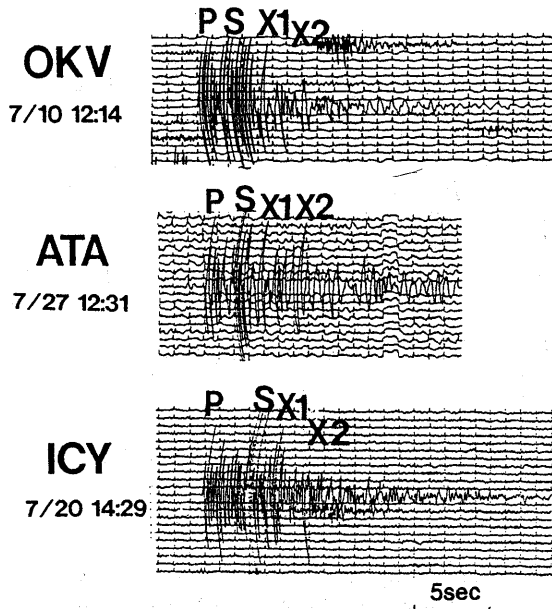 P S X1 X2
OKV
7/10 12:14
P S X1 X2
ATA
7/27 12:31
P S X1
X2
ICY
7/20 14:29
5sec